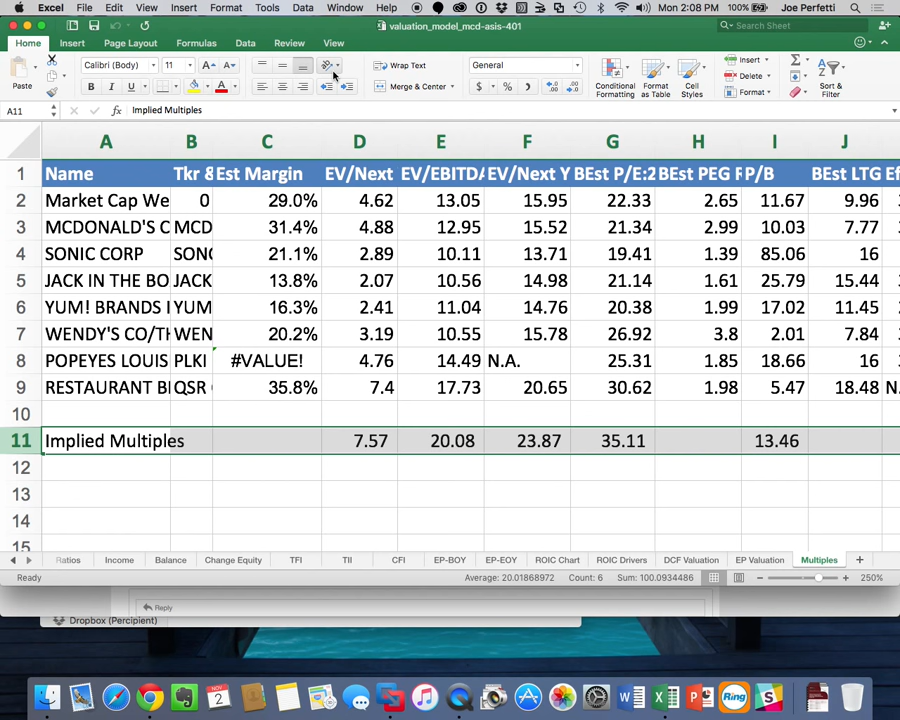 Excel File Edit View Insert Format Tools Data Window Help Mon 2:08 PM 100% Joe Perfetti
valuation_model_mcd-asis-401 Search Sheet
Home Insert Page Layout Formulas Data Review View
Paste Calibri (Body) 11 A A Wrap Text General Conditional Formatting Format as Table Cell Styles Insert Sort & Filter
B I U A Merge & Center $ % Delete
Format
A11 fx Implied Multiples
A B C D E F G H I J
1 Name Tkr & Est Margin EV/Next EV/EBITDA EV/Next Y BEst P/E:2 BEst PEG R P/B BEst LTG Ef
2 Market Cap We 0 29.0% 4.62 13.05 15.95 22.33 2.65 11.67 9.96
3 MCDONALD'S C MCD 31.4% 4.88 12.95 15.52 21.34 2.99 10.03 7.77
4 SONIC CORP SONC 21.1% 2.89 10.11 13.71 19.41 1.39 85.06 16
5 JACK IN THE BO JACK 13.8% 2.07 10.56 14.98 21.14 1.61 25.79 15.44
6 YUM! BRANDS I YUM 16.3% 2.41 11.04 14.76 20.38 1.99 17.02 11.45
7 WENDY'S CO/TH WEN 20.2% 3.19 10.55 15.78 26.92 3.8 2.01 7.84
8 POPEYES LOUIS PLKI #VALUE! 4.76 14.49 N.A. 25.31 1.85 18.66 16
9 RESTAURANT BR QSR 35.8% 7.4 17.73 20.65 30.62 1.98 5.47 18.48 N.
10
11 Implied Multiples 7.57 20.08 23.87 35.11 13.46
12
13
14
15
Ratios Income Balance Change Equity TFI TII CFI EP-BOY EP-EOY ROIC Chart ROIC Drivers DCF Valuation EP Valuation Multiples +
Ready Average: 20.01868972 Count: 6 Sum: 100.0934486 250%
Reply
Dropbox (Percipient)
NOV 2 W X P Ring S